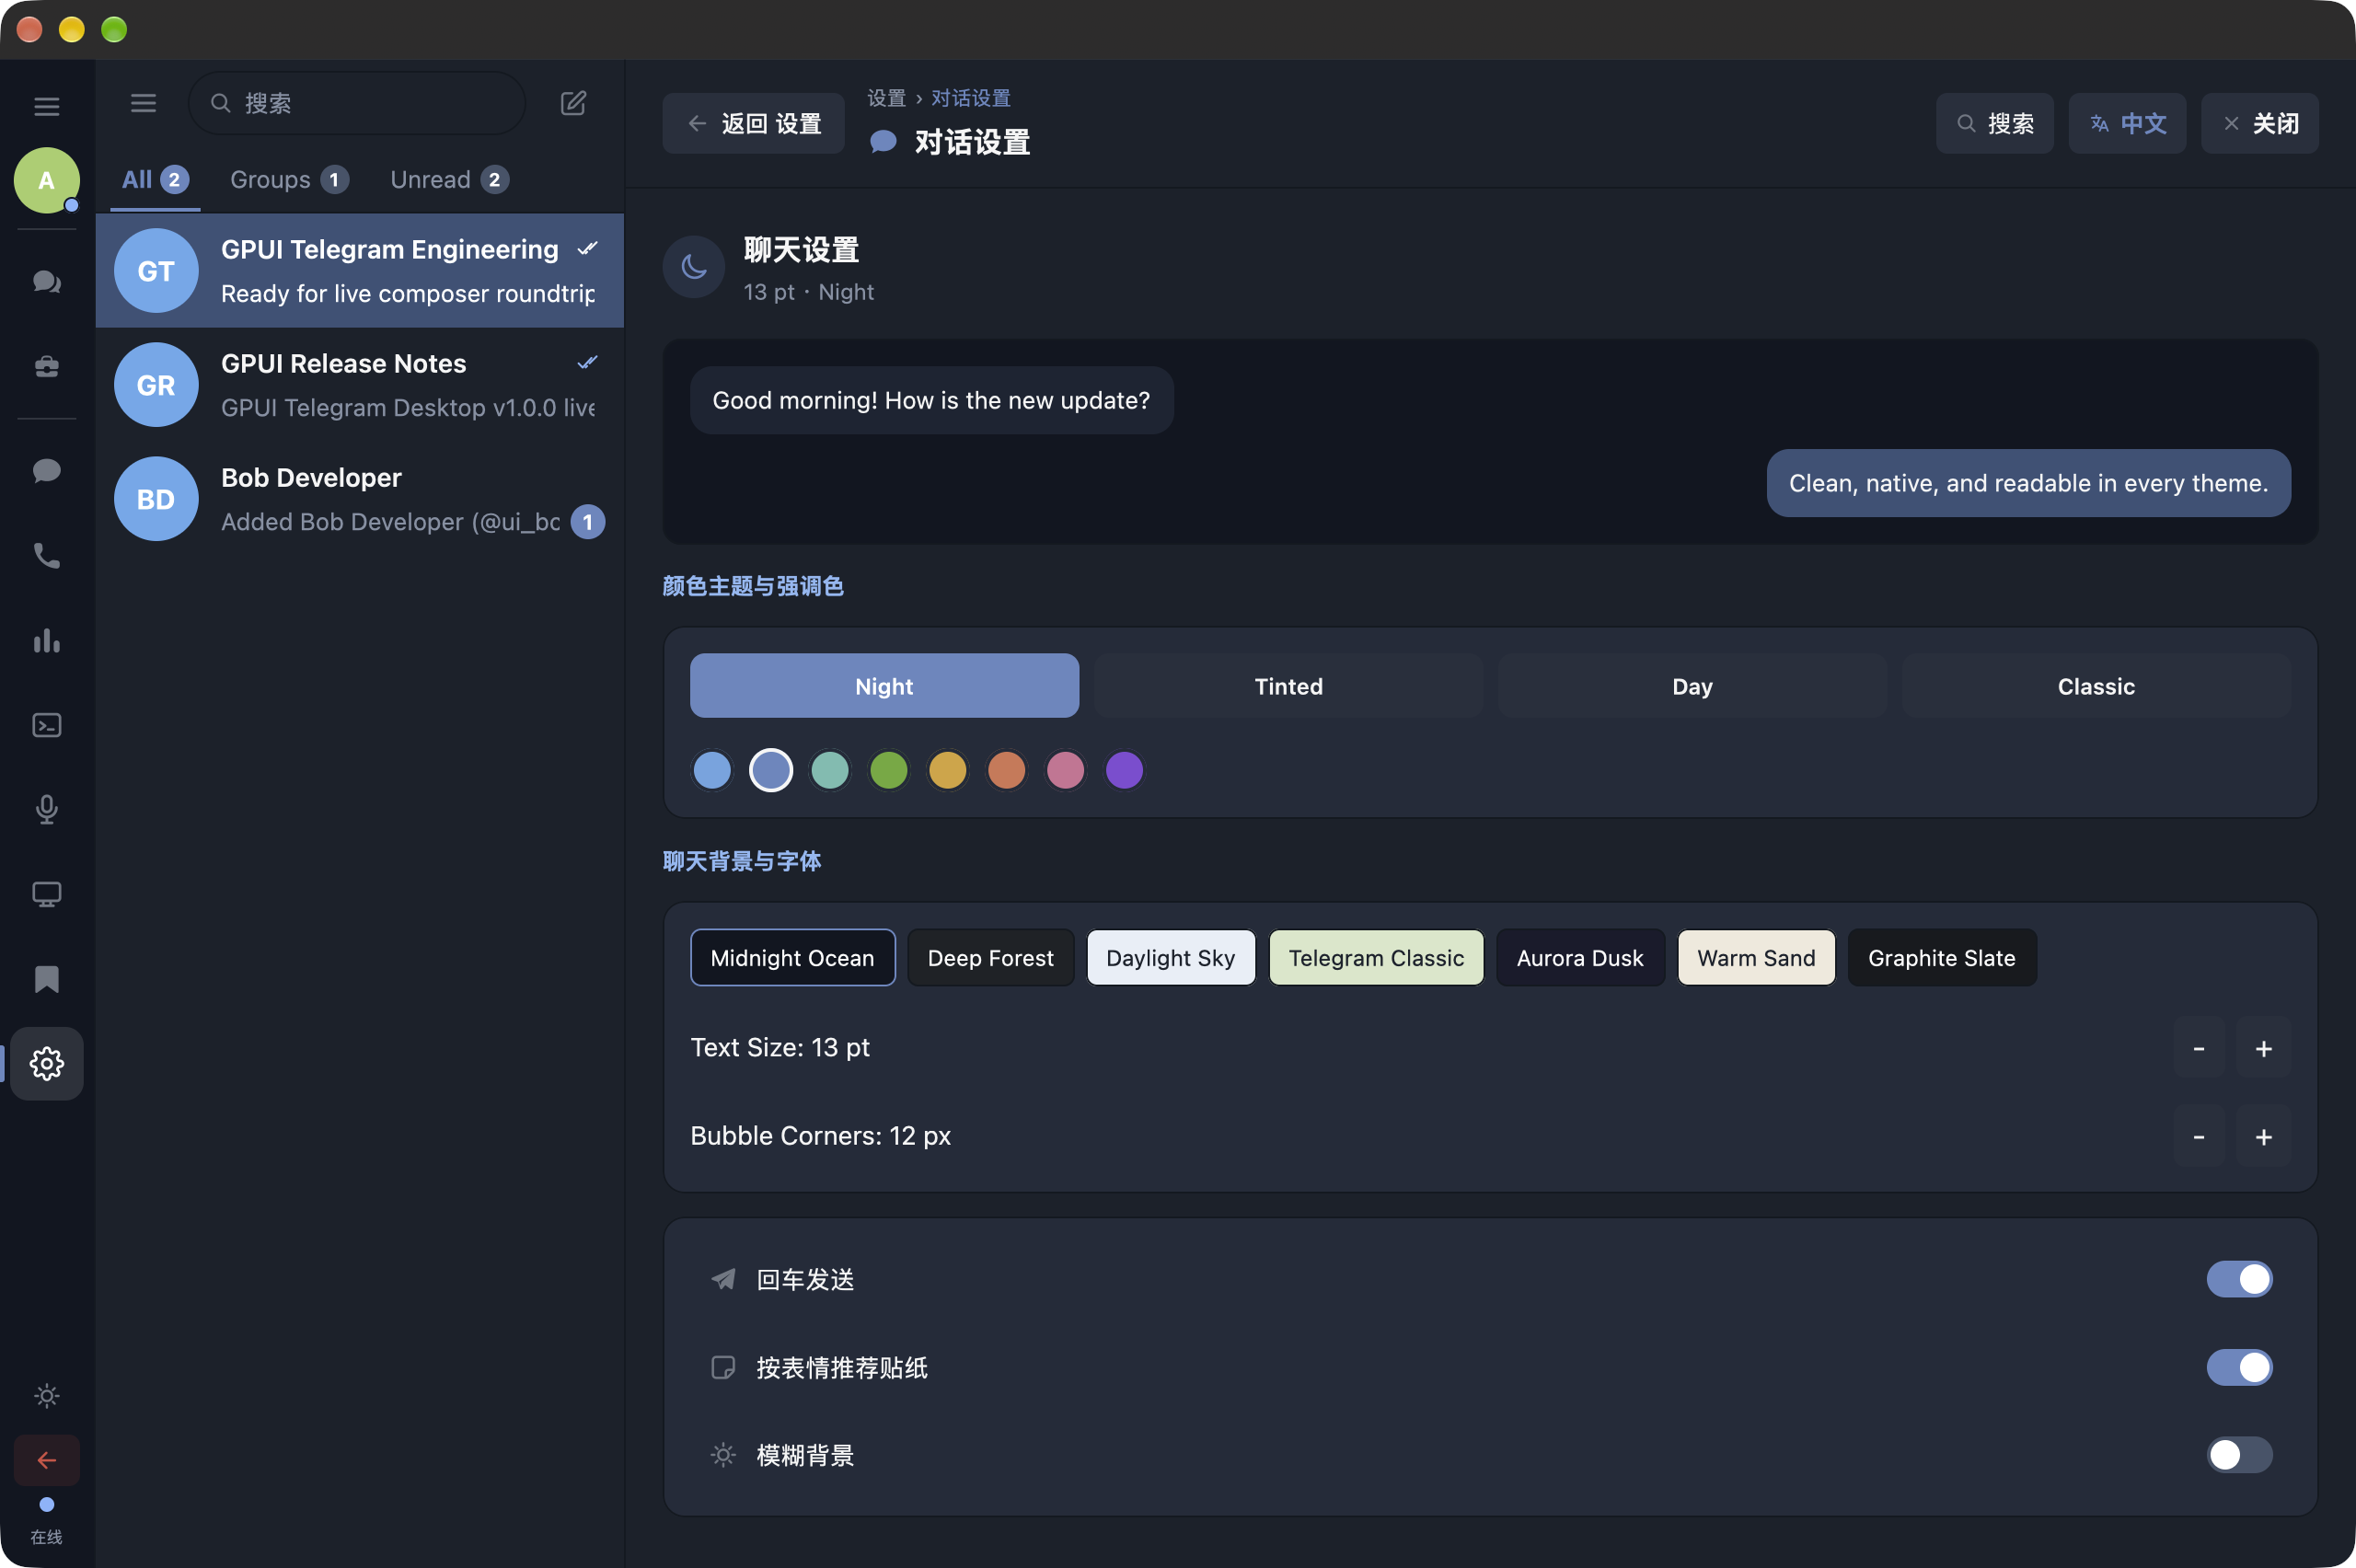 搜索
返回 设置
设置 › 对话设置
对话设置
搜索
中文
关闭
A
All 2
Groups 1
Unread 2
GT
GPUI Telegram Engineering
Ready for live composer roundtrip
GR
GPUI Release Notes
GPUI Telegram Desktop v1.0.0 live
BD
Bob Developer
Added Bob Developer (@ui_bo
1
在线
聊天设置
13 pt · Night
Good morning! How is the new update?
Clean, native, and readable in every theme.
颜色主题与强调色
Night
Tinted
Day
Classic
聊天背景与字体
Midnight Ocean
Deep Forest
Daylight Sky
Telegram Classic
Aurora Dusk
Warm Sand
Graphite Slate
Text Size: 13 pt
- +
Bubble Corners: 12 px
- +
回车发送
按表情推荐贴纸
模糊背景